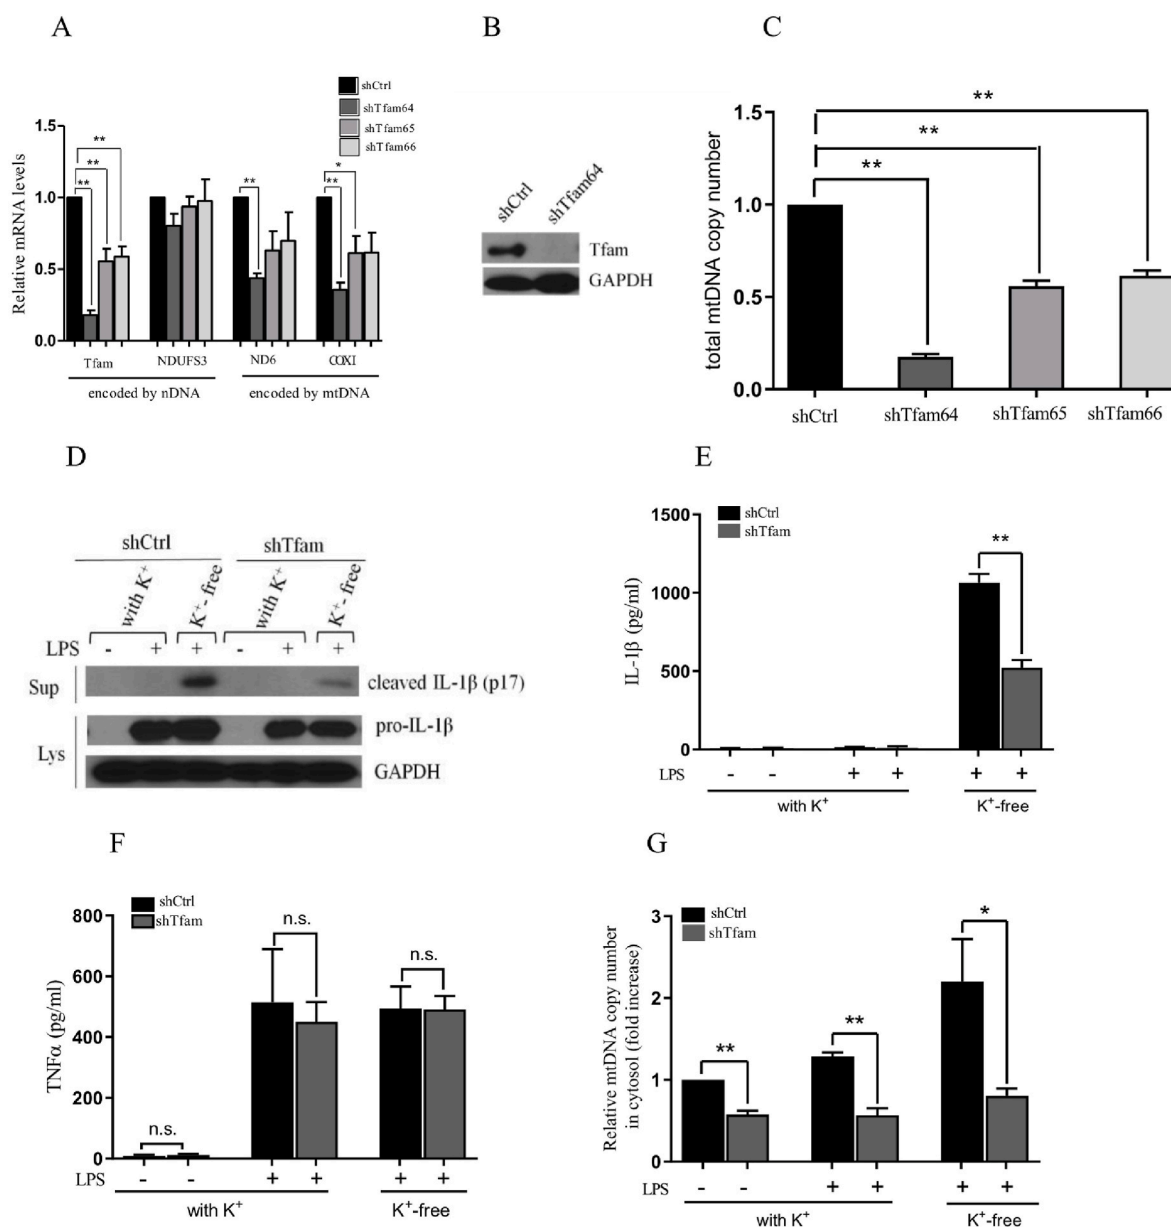 A
shCtrl
shTfam64
shTfam65
shTfam66
Relative mRNA levels
1.5
1.0
0.5
0.0
**
**
**
**
**
*
Tfam
NDUFS3
ND6
COXI
encoded by nDNA
encoded by mtDNA
B
shCtrl
shTfam64
Tfam
GAPDH
C
total mtDNA copy number
1.5
1.0
0.5
0.0
**
**
**
shCtrl
shTfam64
shTfam65
shTfam66
D
shCtrl
shTfam
with K⁺
K⁺- free
with K⁺
K⁺- free
LPS - + + - + +
Sup
cleaved IL-1β (p17)
Lys
pro-IL-1β
GAPDH
E
shCtrl
shTfam
IL-1β (pg/ml)
1500
1000
500
0
**
LPS - - + + + +
with K⁺
K⁺-free
F
shCtrl
shTfam
TNFα (pg/ml)
800
600
400
200
0
n.s.
n.s.
n.s.
LPS - - + + + +
with K⁺
K⁺-free
G
shCtrl
shTfam
Relative mtDNA copy number
in cytosol (fold increase)
3
2
1
0
**
**
*
LPS - - + + + +
with K⁺
K⁺-free